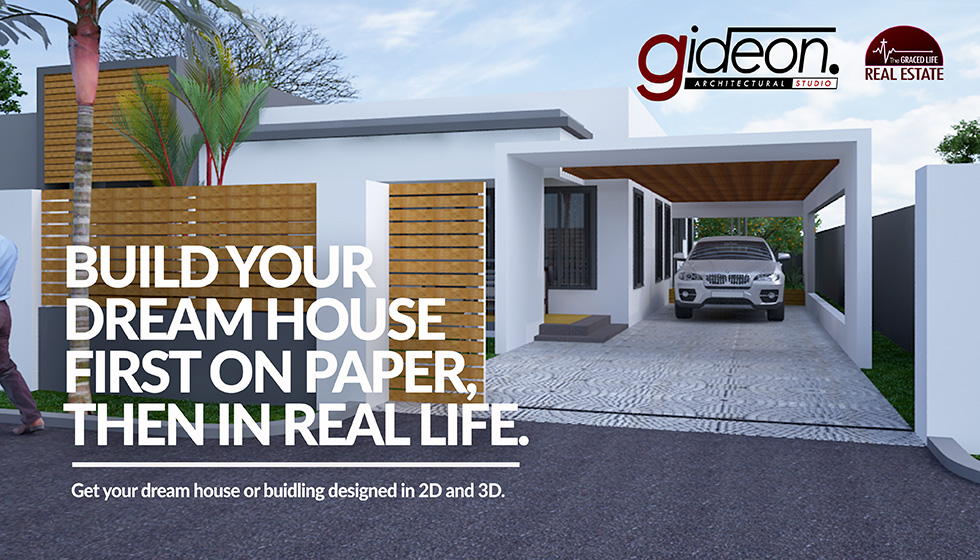 gideon.
ARCHITECTURAL STUDIO
The GRACED LIFE
REAL ESTATE
BUILD YOUR
DREAM HOUSE
FIRST ON PAPER,
THEN IN REAL LIFE.
Get your dream house or buidling designed in 2D and 3D.